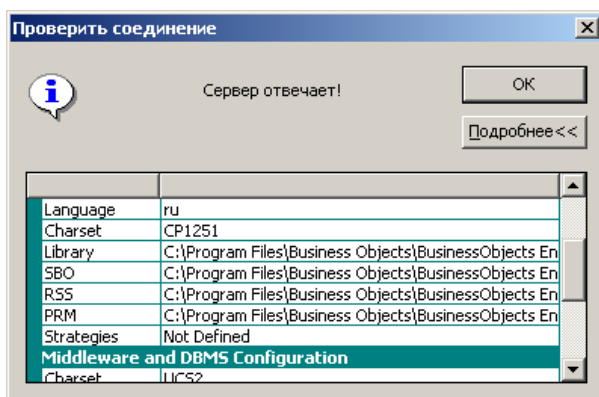 Проверить соединение
Сервер отвечает!
OK
Подробнее<<
Language ru
Charset CP1251
Library C:\Program Files\Business Objects\BusinessObjects En
SBO C:\Program Files\Business Objects\BusinessObjects En
RSS C:\Program Files\Business Objects\BusinessObjects En
PRM C:\Program Files\Business Objects\BusinessObjects En
Strategies Not Defined
Middleware and DBMS Configuration
Charset UCS2